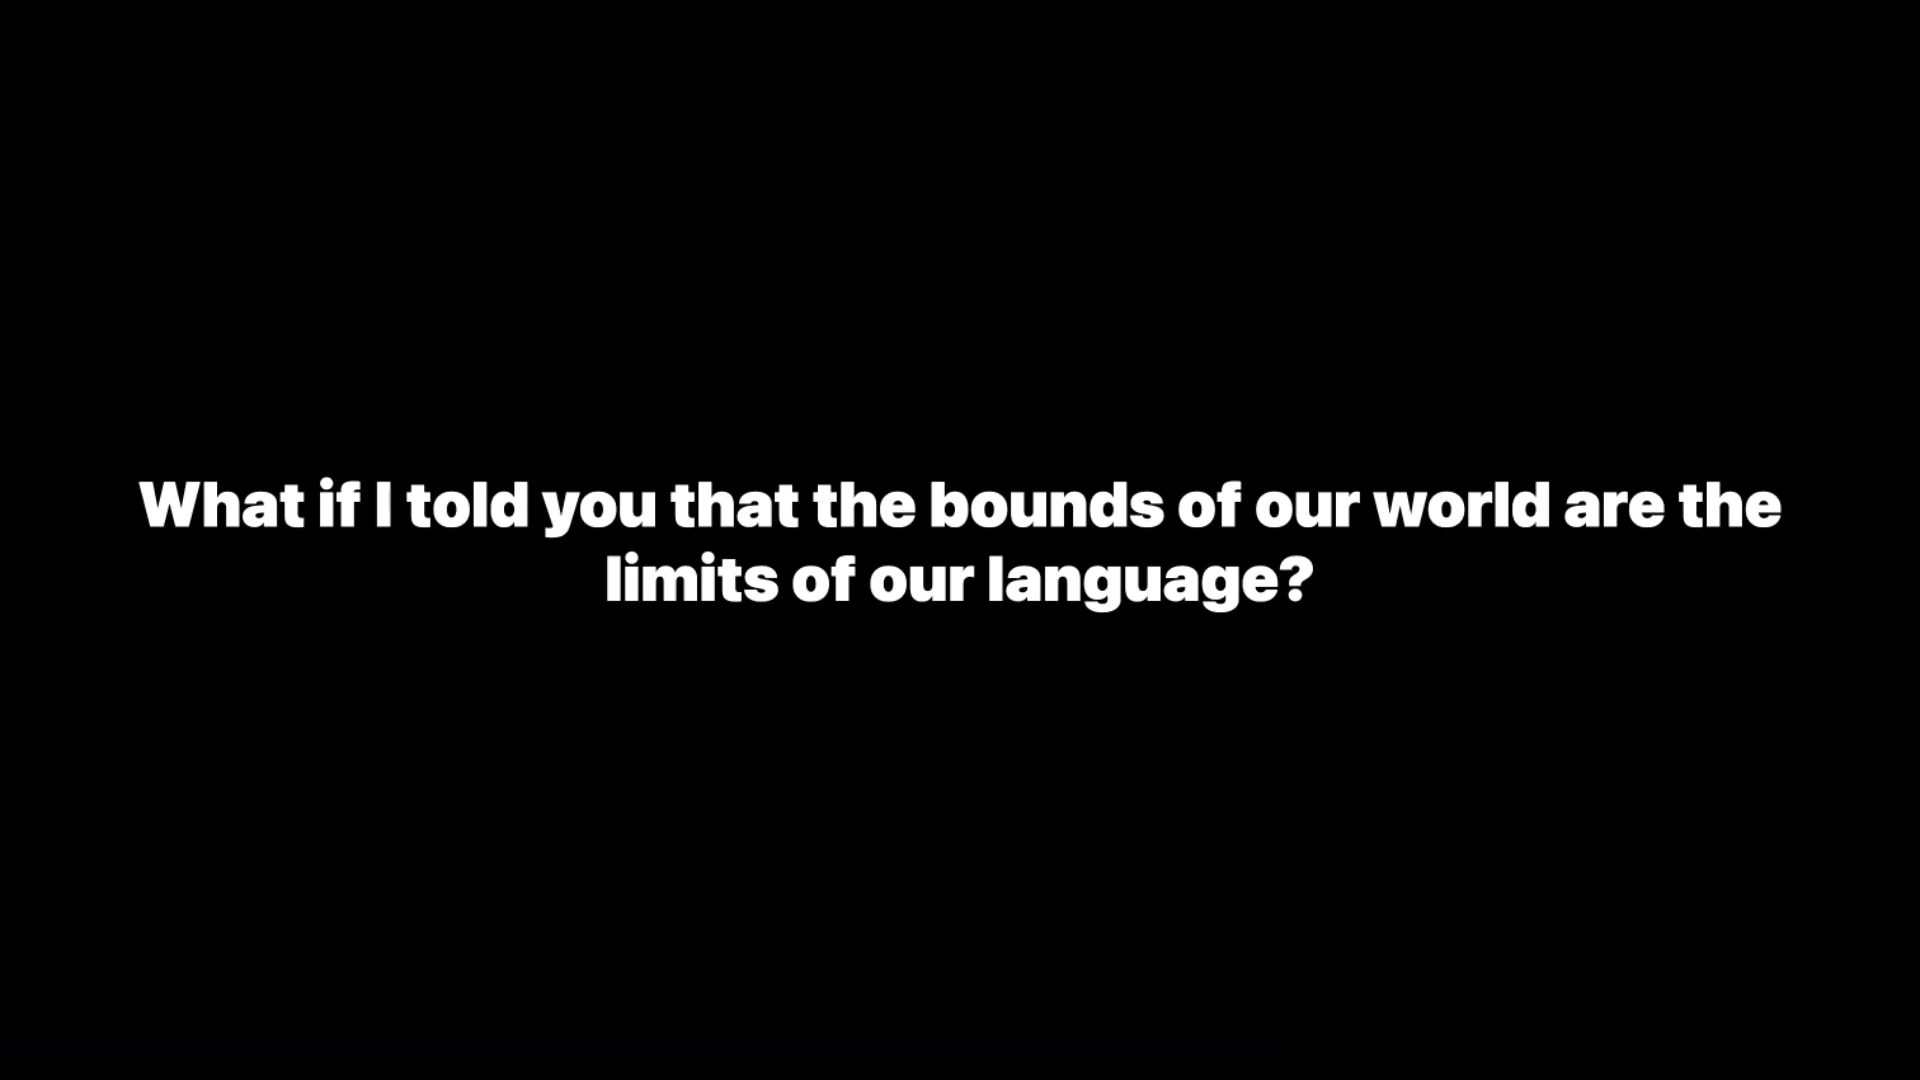 What if I told you that the bounds of our world are the
limits of our language?